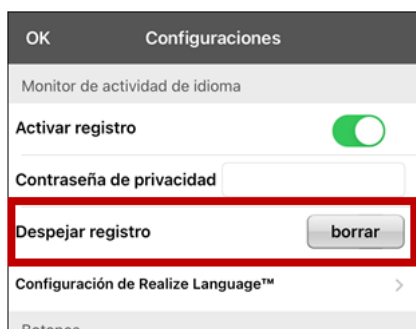 OK Configuraciones
Monitor de actividad de idioma
Activar registro
Contraseña de privacidad
Despejar registro borrar
Configuración de Realize Language™
Botones